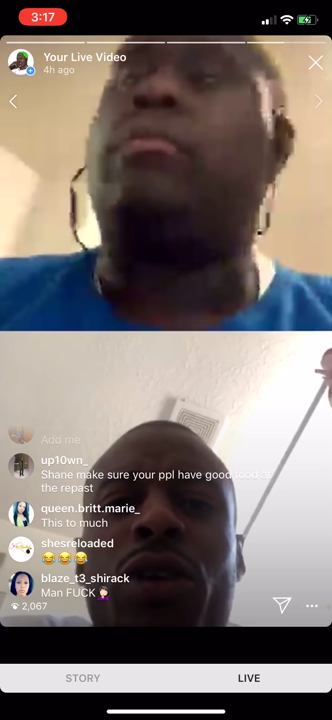 3:17
Your Live Video
4h ago
Add me
up10wn_
Shane make sure your ppl have good food at
the repast
queen.britt.marie_
This to much
shesreloaded
😂😂😂
blaze_t3_shirack
Man FUCK🤦🏻‍♀️
2,067
STORY
LIVE